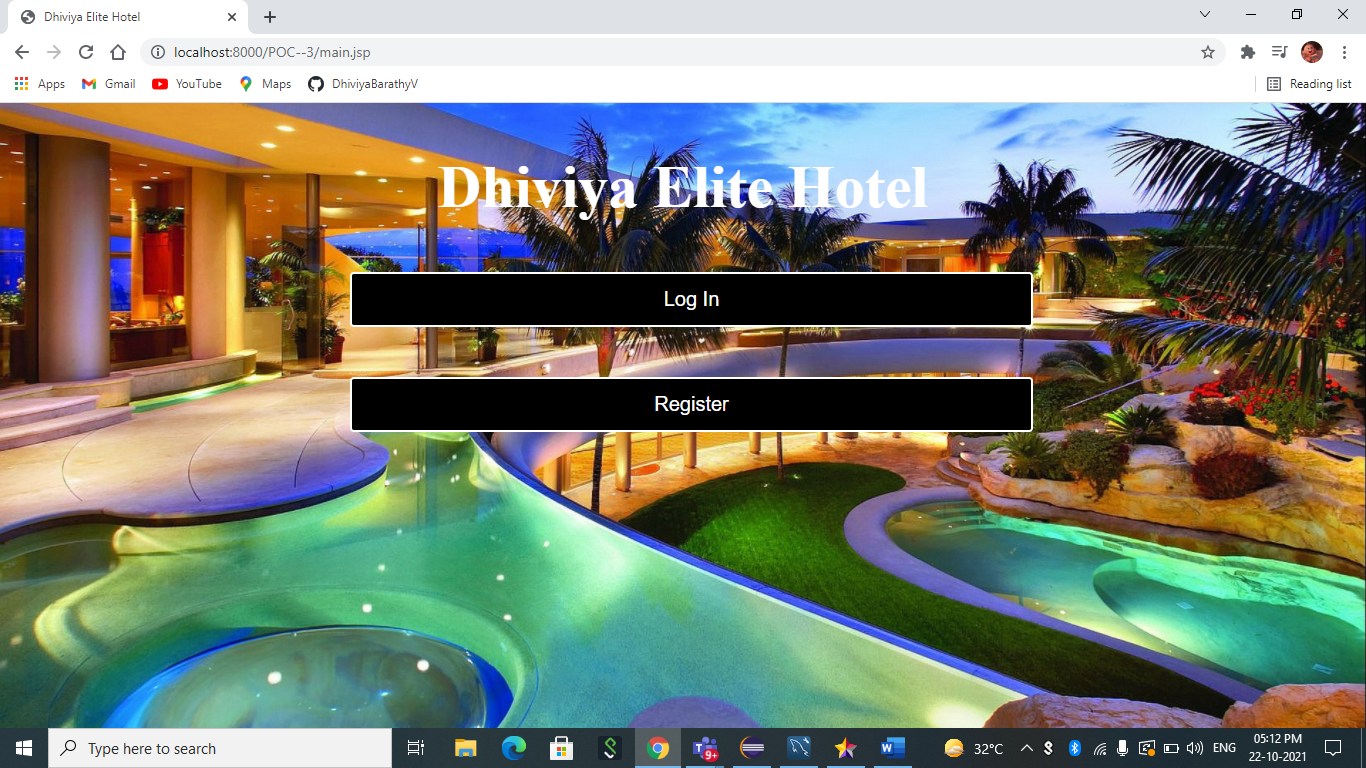 Dhiviya Elite Hotel
localhost:8000/POC--3/main.jsp
Apps Gmail YouTube Maps DhiviyaBarathyV Reading list
Dhiviya Elite Hotel
Log In
Register
Type here to search
9+
W
32°C
ENG
05:12 PM
22-10-2021